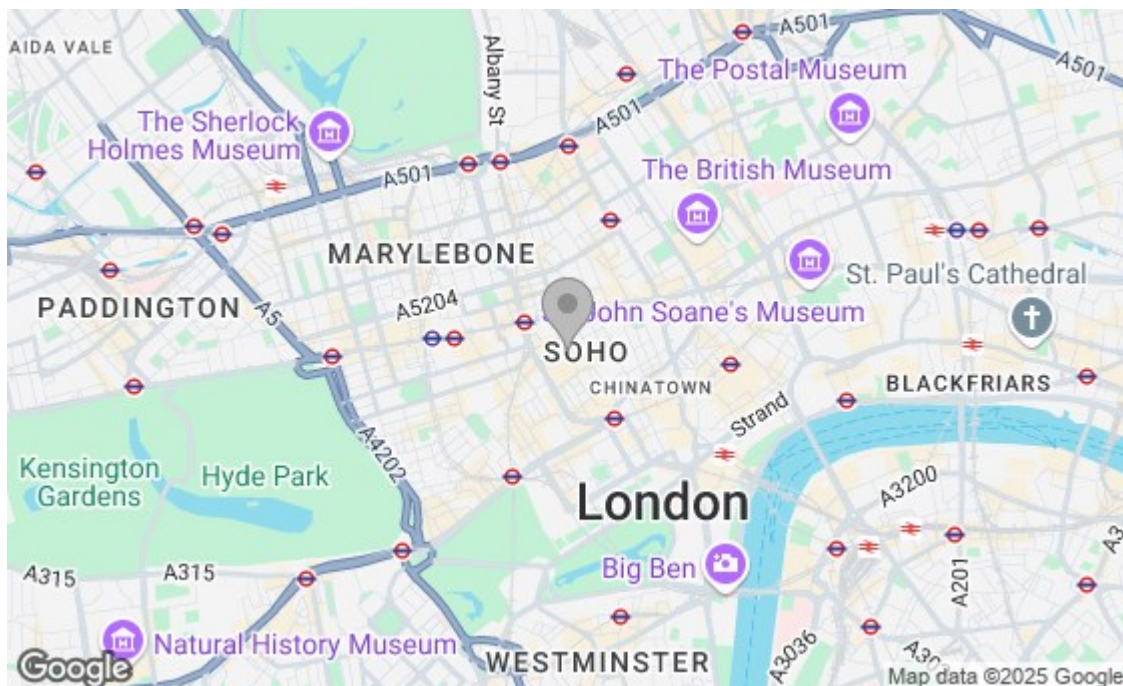 AIDA VALE
Albany St
A501
A501
The Postal Museum
A501
The Sherlock
Holmes Museum
A501
The British Museum
MARYLEBONE
St. Paul's Cathedral
A5204
PADDINGTON
A5
John Soane's Museum
SOHO
CHINATOWN
BLACKFRIARS
Strand
A4202
Kensington
Gardens
Hyde Park
A3200
London
Big Ben
A315
A315
A201
A3
Natural History Museum
WESTMINSTER
A3036
Google
Map data ©2025 Google